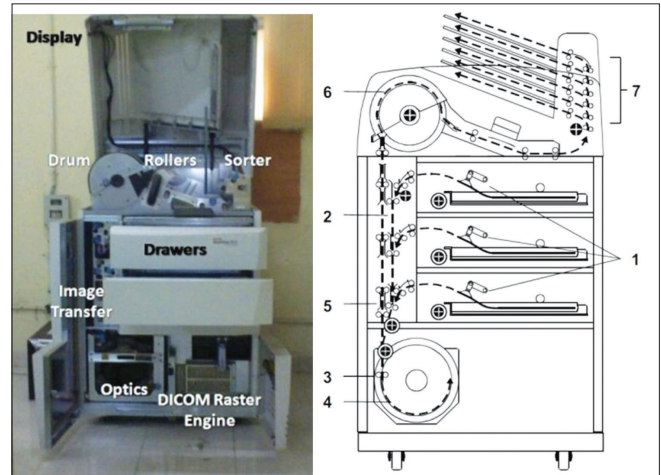 Display
Drum Rollers Sorter
Drawers
Image
Transfer
Optics
DICOM Raster
Engine
6
7
2
1
5
3
4